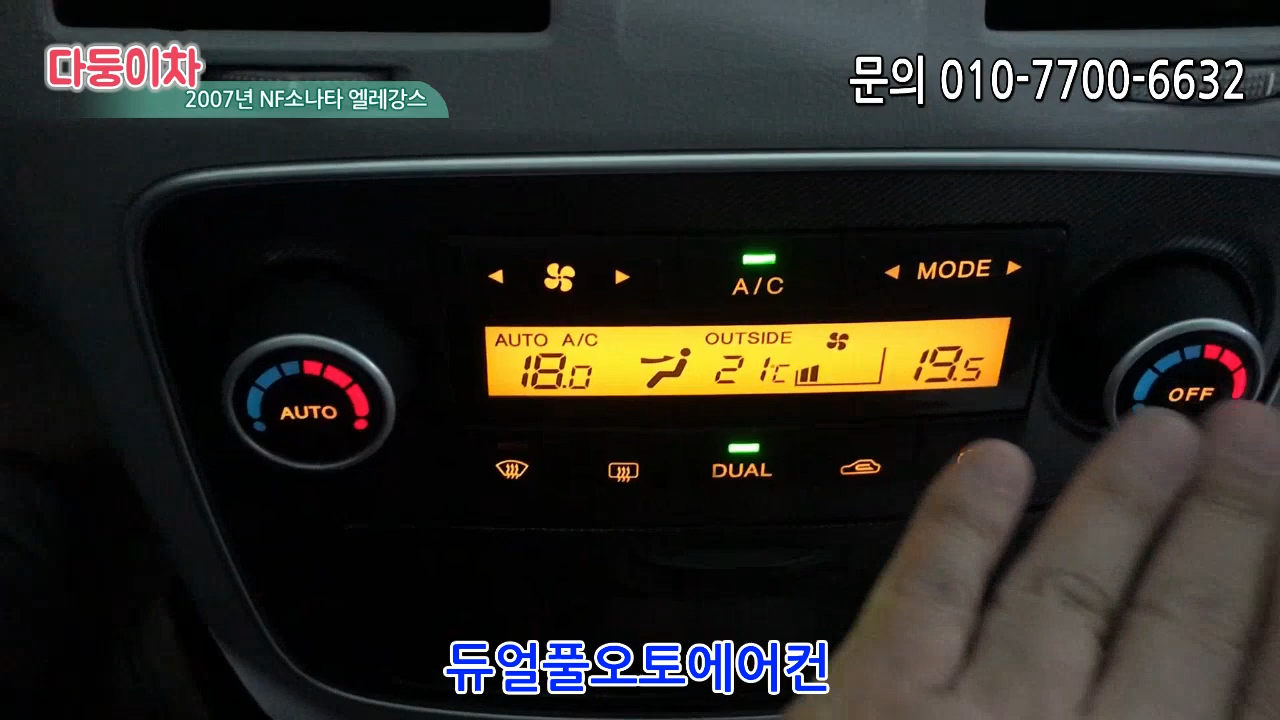 다둥이차
2007년 NF소나타 엘레강스
문의 010-7700-6632
A/C
MODE
AUTO A/C
OUTSIDE
18.0
21℃
19.5
AUTO
OFF
DUAL
듀얼풀오토에어컨